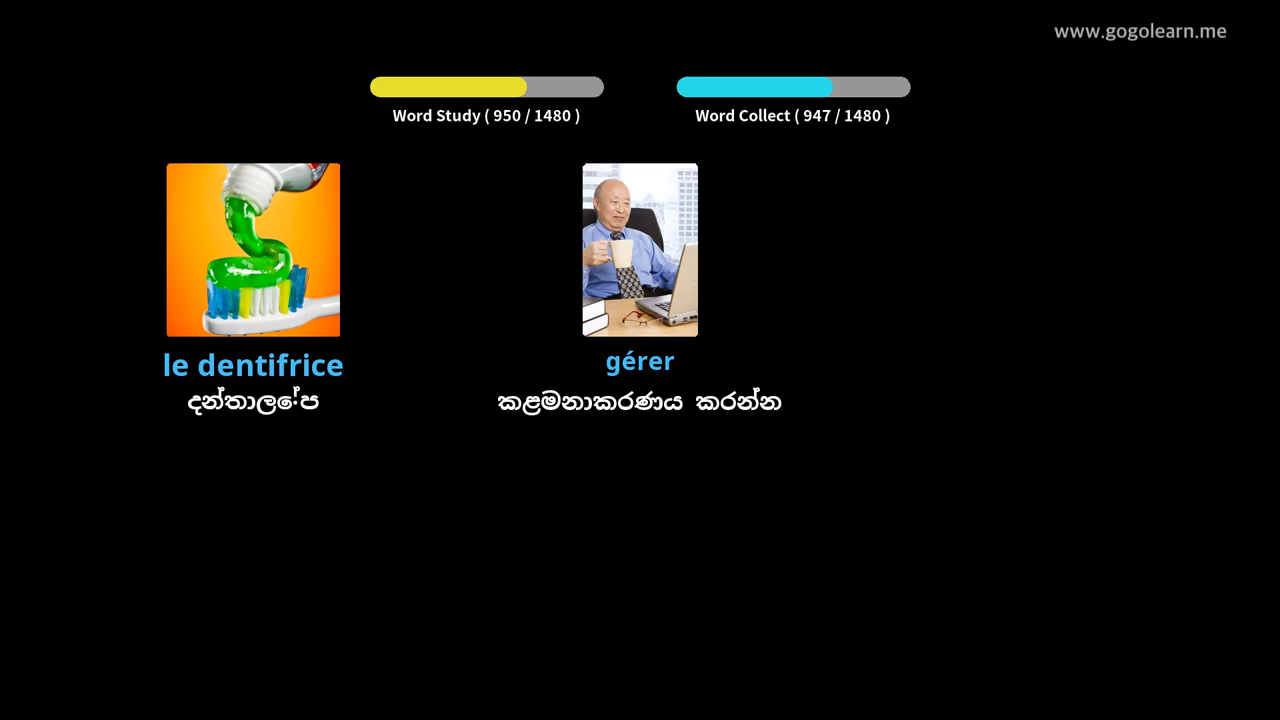 www.gogolearn.me
Word Study ( 950 / 1480 )
Word Collect ( 947 / 1480 )
le dentifrice
දන්තාලේප
gérer
කළමනාකරණය කරන්න